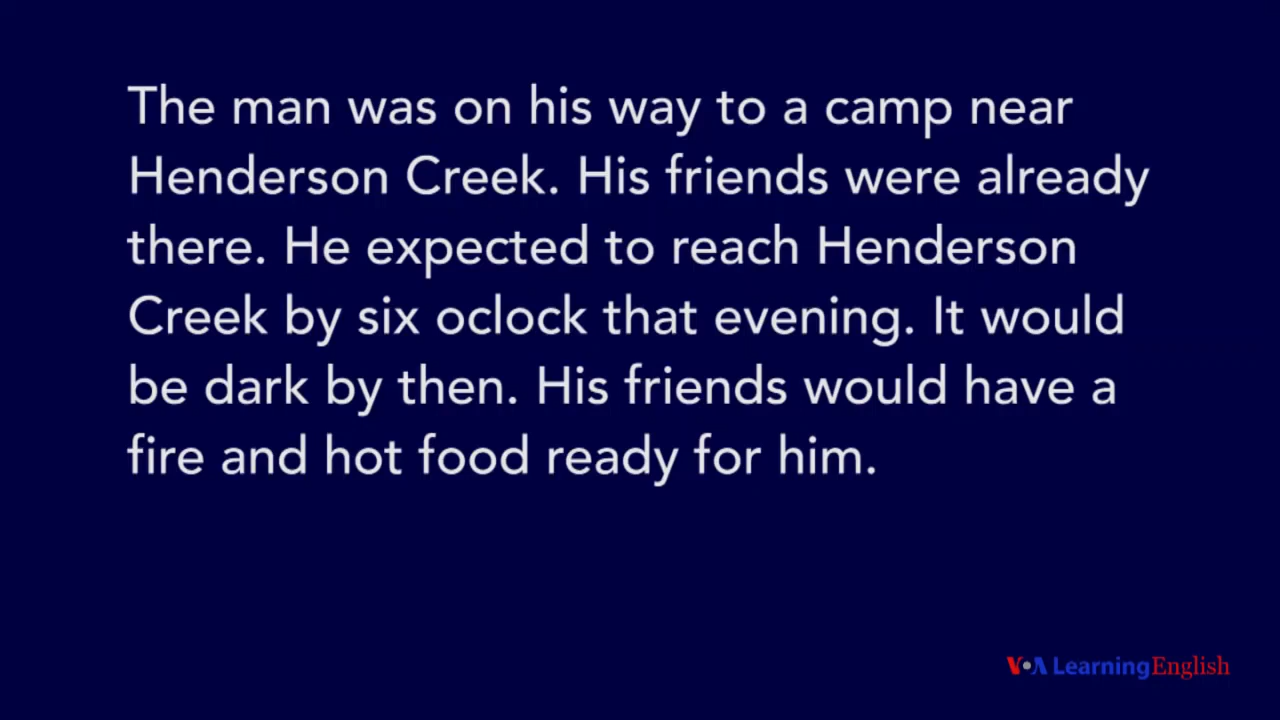 The man was on his way to a camp near
Henderson Creek. His friends were already
there. He expected to reach Henderson
Creek by six oclock that evening. It would
be dark by then. His friends would have a
fire and hot food ready for him.
VOA Learning English